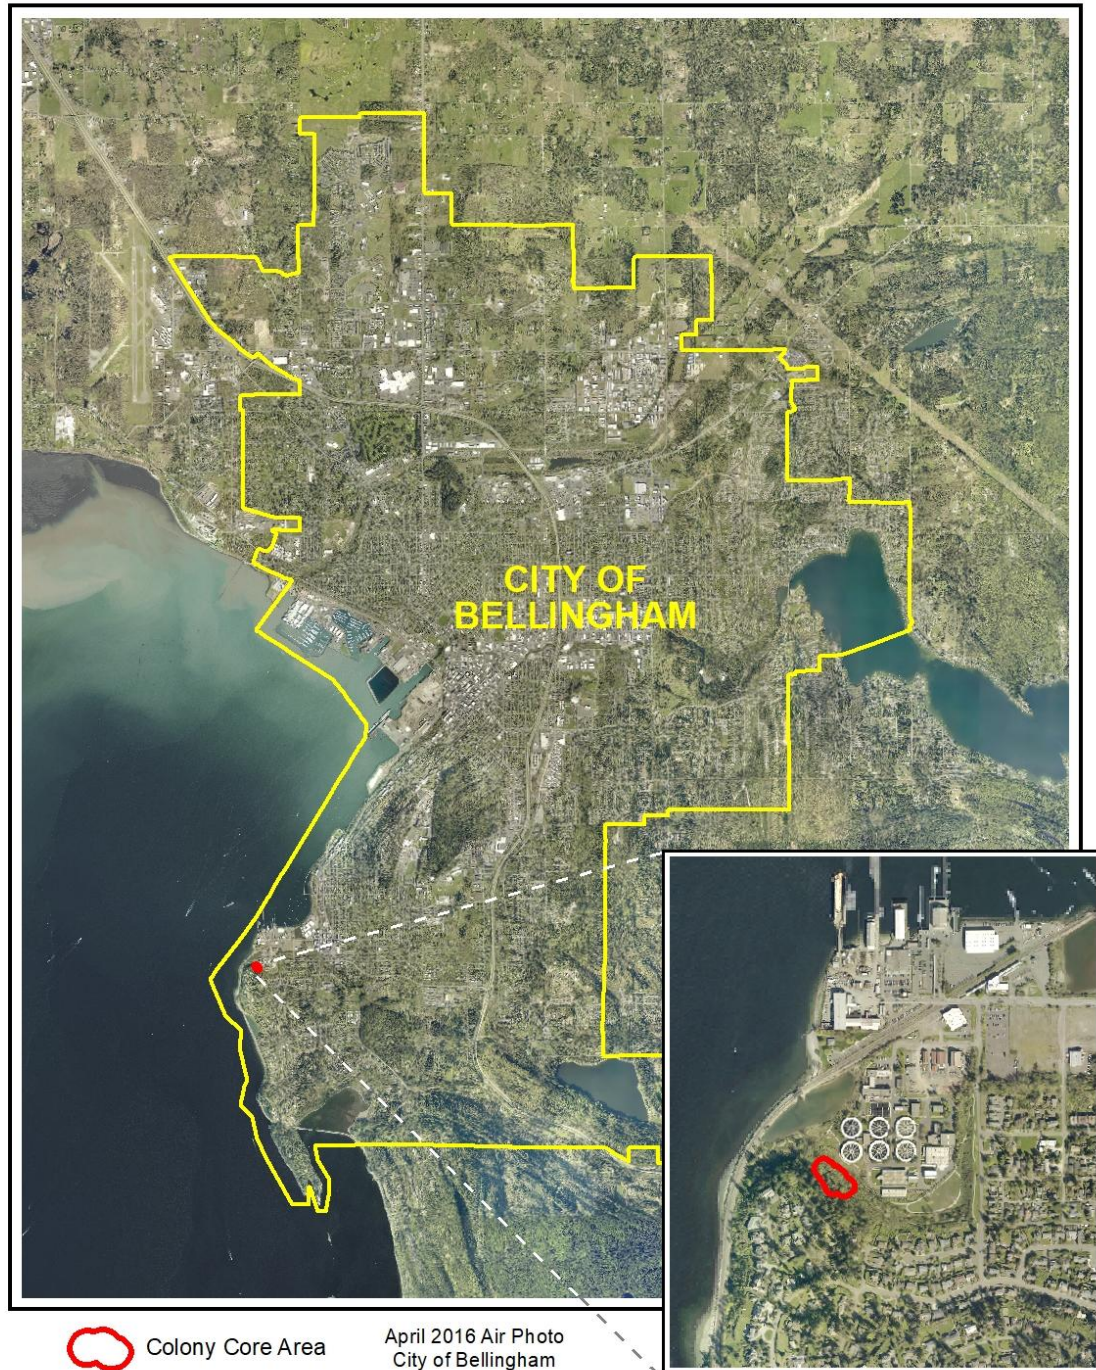 CITY OF
BELLINGHAM
Colony Core Area
April 2016 Air Photo
City of Bellingham